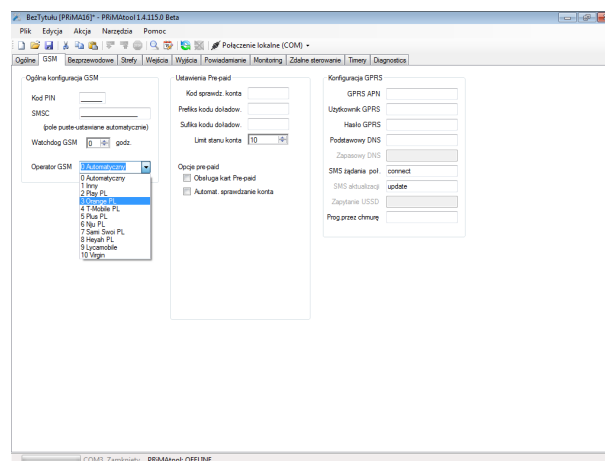 BezTytułu [PRiMA16]* - PRiMAtool 1.4.115.0 Beta
Plik Edycja Akcja Narzędzia Pomoc
Połączenie lokalne (COM)
Ogólne GSM Bezprzewodowe Strefy Wejścia Wyjścia Powiadamianie Monitoring Zdalne sterowanie Timery Diagnostics
Ogólna konfiguracja GSM
Kod PIN
SMSC
(pole puste-ustawiane automatycznie)
Watchdog GSM 0 godz.
Operator GSM 0 Automatyczny
0 Automatyczny
1 Inny
2 Play PL
3 Orange PL
4 T-Mobile PL
5 Plus PL
6 Nju PL
7 Sami Swoi PL
8 Heyah PL
9 Lycamobile
10 Virgin
Ustawienia Pre-paid
Kod sprawdz. konta
Prefiks kodu doładow.
Sufiks kodu doładow.
Limit stanu konta 10
Opcje pre-paid
Obsługa kart Pre-paid
Automat. sprawdzanie konta
Konfiguracja GPRS
GPRS APN
Użytkownik GPRS
Hasło GPRS
Podstawowy DNS
Zapasowy DNS
SMS żądania poł. connect
SMS aktualizacji update
Zapytanie USSD
Prog.przez chmurę
COM3 Zamknięty PRiMAtool: OFFLINE